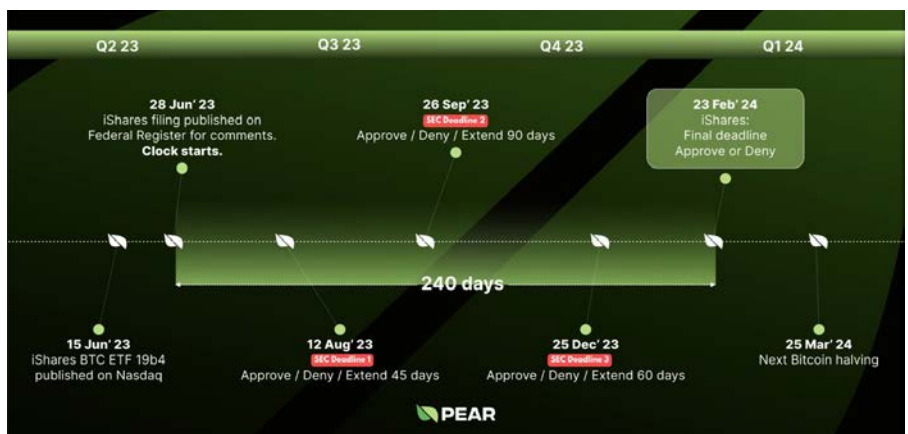 Q2 23
Q3 23
Q4 23
Q1 24
28 Jun' 23
iShares filing published on
Federal Register for comments.
Clock starts.
26 Sep' 23
SEC Deadline 2
Approve / Deny / Extend 90 days
23 Feb' 24
iShares:
Final deadline
Approve or Deny
240 days
15 Jun' 23
iShares BTC ETF 19b4
published on Nasdaq
12 Aug' 23
SEC Deadline 1
Approve / Deny / Extend 45 days
25 Dec' 23
SEC Deadline 3
Approve / Deny / Extend 60 days
25 Mar' 24
Next Bitcoin halving
PEAR